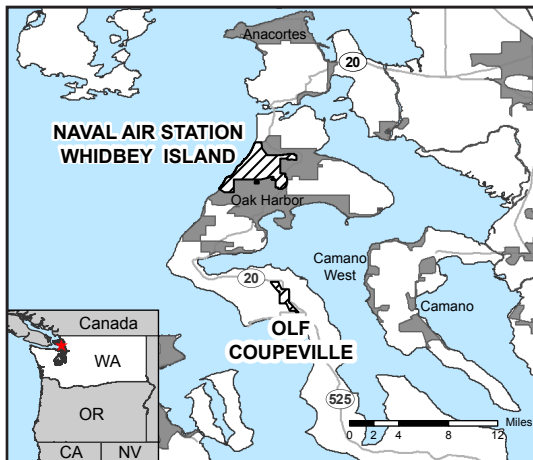 Anacortes
20
NAVAL AIR STATION
WHIDBEY ISLAND
Oak Harbor
Camano
West
20
Camano
OLF
COUPEVILLE
Canada
WA
OR
CA
NV
525
Miles
0 2 4 8 12